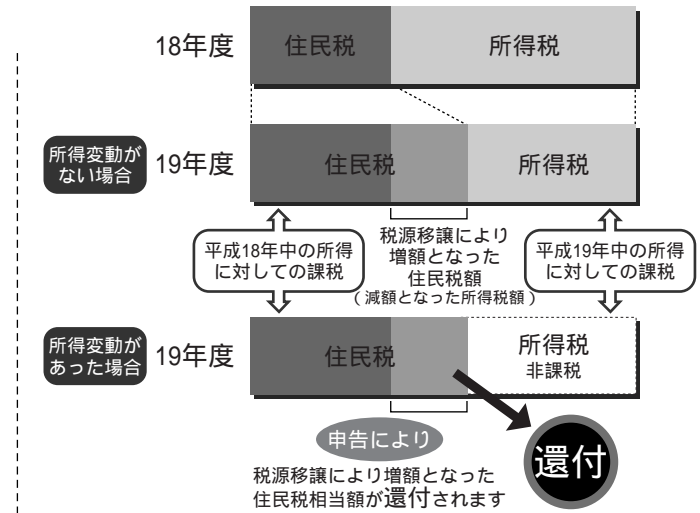 18年度 住民税 所得税
所得変動が
ない場合
19年度 住民税 所得税
平成18年中の所得
に対しての課税
税源移譲により
増額となった
住民税額
（減額となった所得税額）
平成19年中の所得
に対しての課税
所得変動が
あった場合
19年度 住民税
所得税
非課税
申告により
税源移譲により増額となった
住民税相当額が還付されます
還付